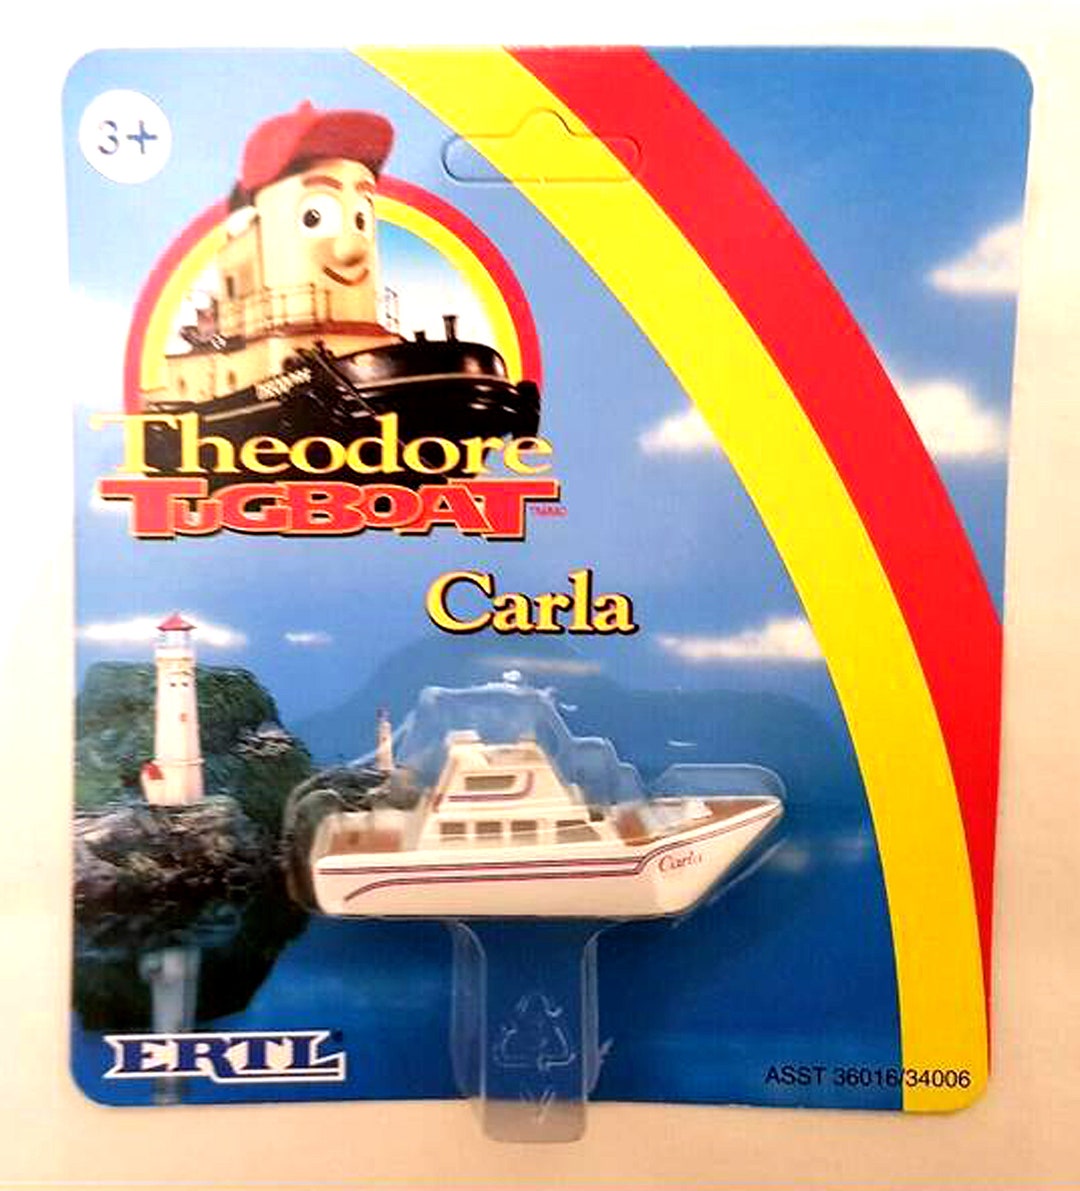 3+
Theodore
TUGBOAT
Carla
Carla
ERTL
ASST 36016/34006